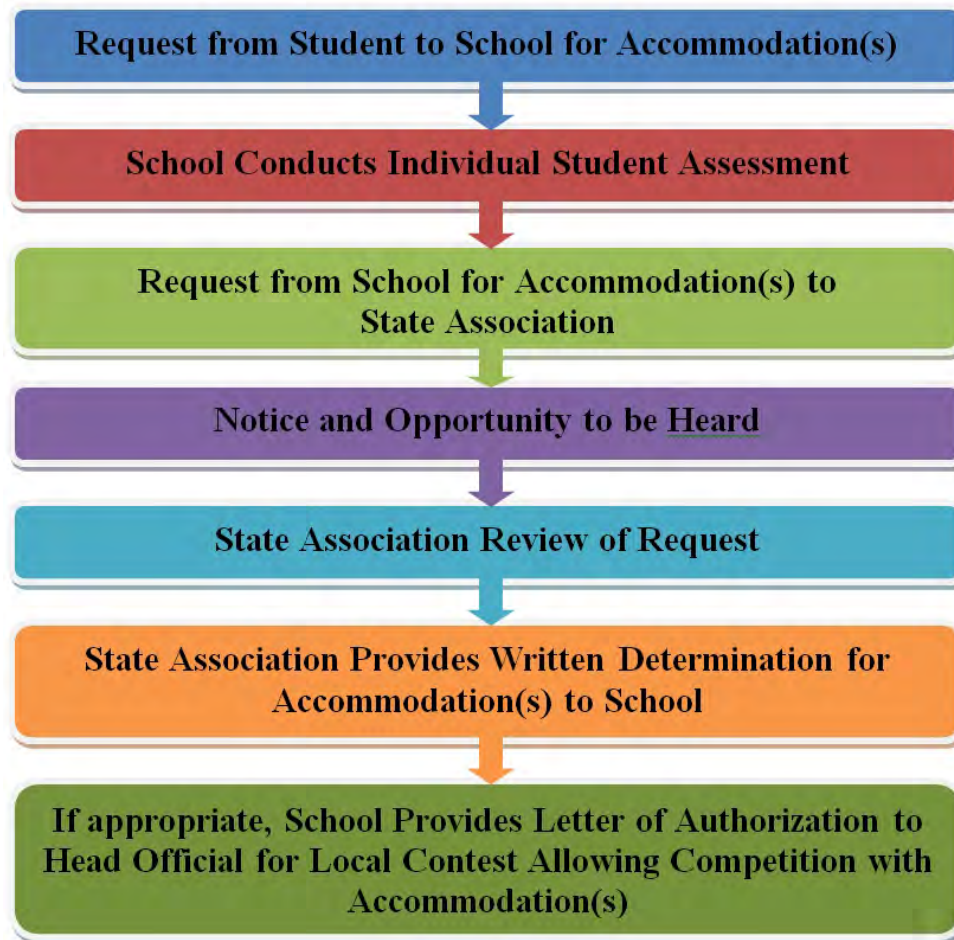 Request from Student to School for Accommodation(s)
School Conducts Individual Student Assessment
Request from School for Accommodation(s) to
State Association
Notice and Opportunity to be Heard
State Association Review of Request
State Association Provides Written Determination for
Accommodation(s) to School
If appropriate, School Provides Letter of Authorization to
Head Official for Local Contest Allowing Competition with
Accommodation(s)